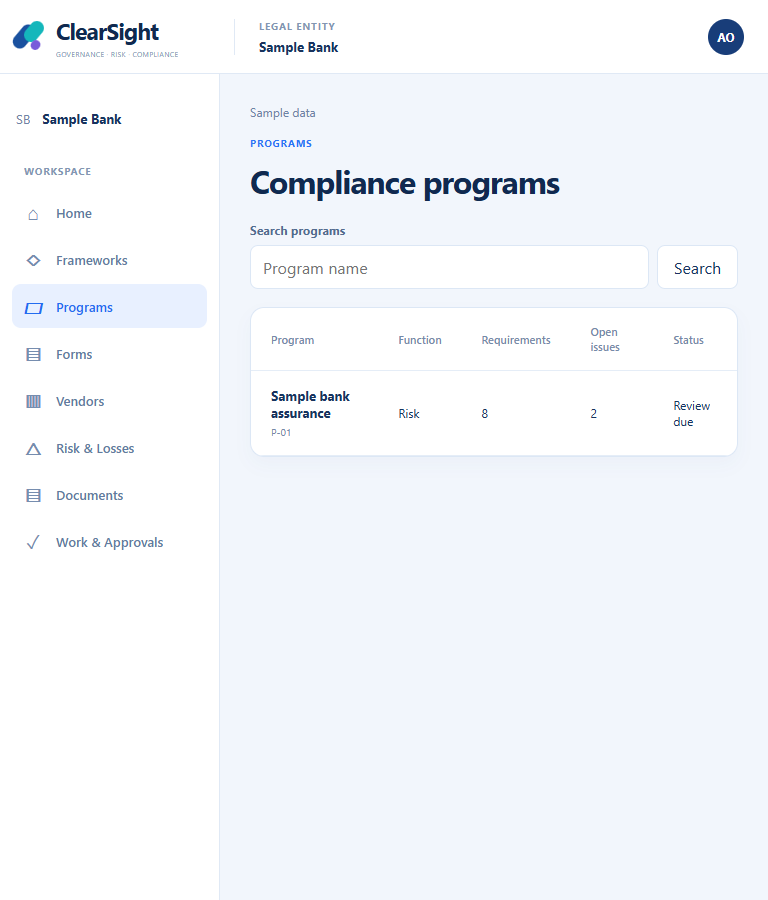 ClearSight
GOVERNANCE · RISK · COMPLIANCE
LEGAL ENTITY
Sample Bank
AO
SB Sample Bank
WORKSPACE
Home
Frameworks
Programs
Forms
Vendors
Risk & Losses
Documents
Work & Approvals
Sample data
PROGRAMS
Compliance programs
Search programs
Program name
Search
Program Function Requirements Open issues Status
Sample bank assurance
P-01
Risk 8 2 Review due